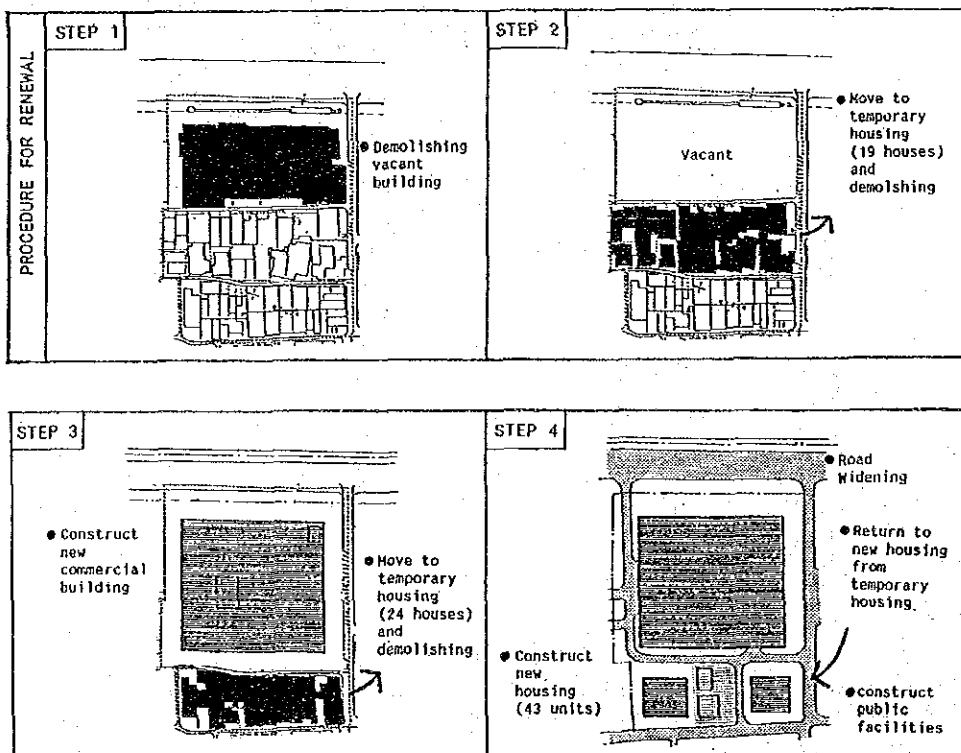 PROCEDURE FOR RENEWAL
STEP 1
● Demolishing
vacant
building
STEP 2
Vacant
● Move to
temporary
housing
(19 houses)
and
demolshing
STEP 3
● Construct
new
commercial
building
● Move to
temporary
housing
(24 houses)
and
demolishing
STEP 4
● Road
Widening
● Return to
new housing
from
temporary
housing.
● Construct
new
housing
(43 units)
● construct
public
facilities